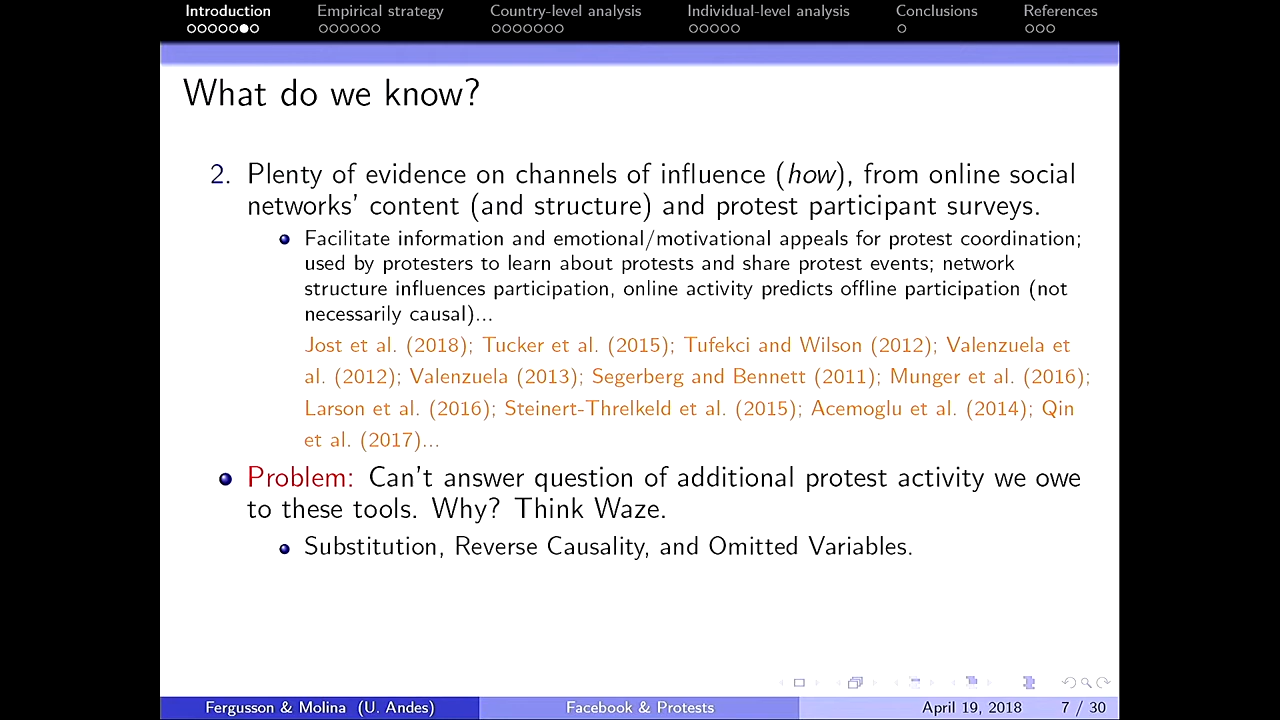 Introduction Empirical strategy Country-level analysis Individual-level analysis Conclusions References
What do we know?
2. Plenty of evidence on channels of influence (how), from online social
networks' content (and structure) and protest participant surveys.
Facilitate information and emotional/motivational appeals for protest coordination;
used by protesters to learn about protests and share protest events; network
structure influences participation, online activity predicts offline participation (not
necessarily causal)...
Jost et al. (2018); Tucker et al. (2015); Tufekci and Wilson (2012); Valenzuela et
al. (2012); Valenzuela (2013); Segerberg and Bennett (2011); Munger et al. (2016);
Larson et al. (2016); Steinert-Threlkeld et al. (2015); Acemoglu et al. (2014); Qin
et al. (2017)...
Problem: Can't answer question of additional protest activity we owe
to these tools. Why? Think Waze.
Substitution, Reverse Causality, and Omitted Variables.
Fergusson & Molina (U. Andes) Facebook & Protests April 19, 2018 7 / 30